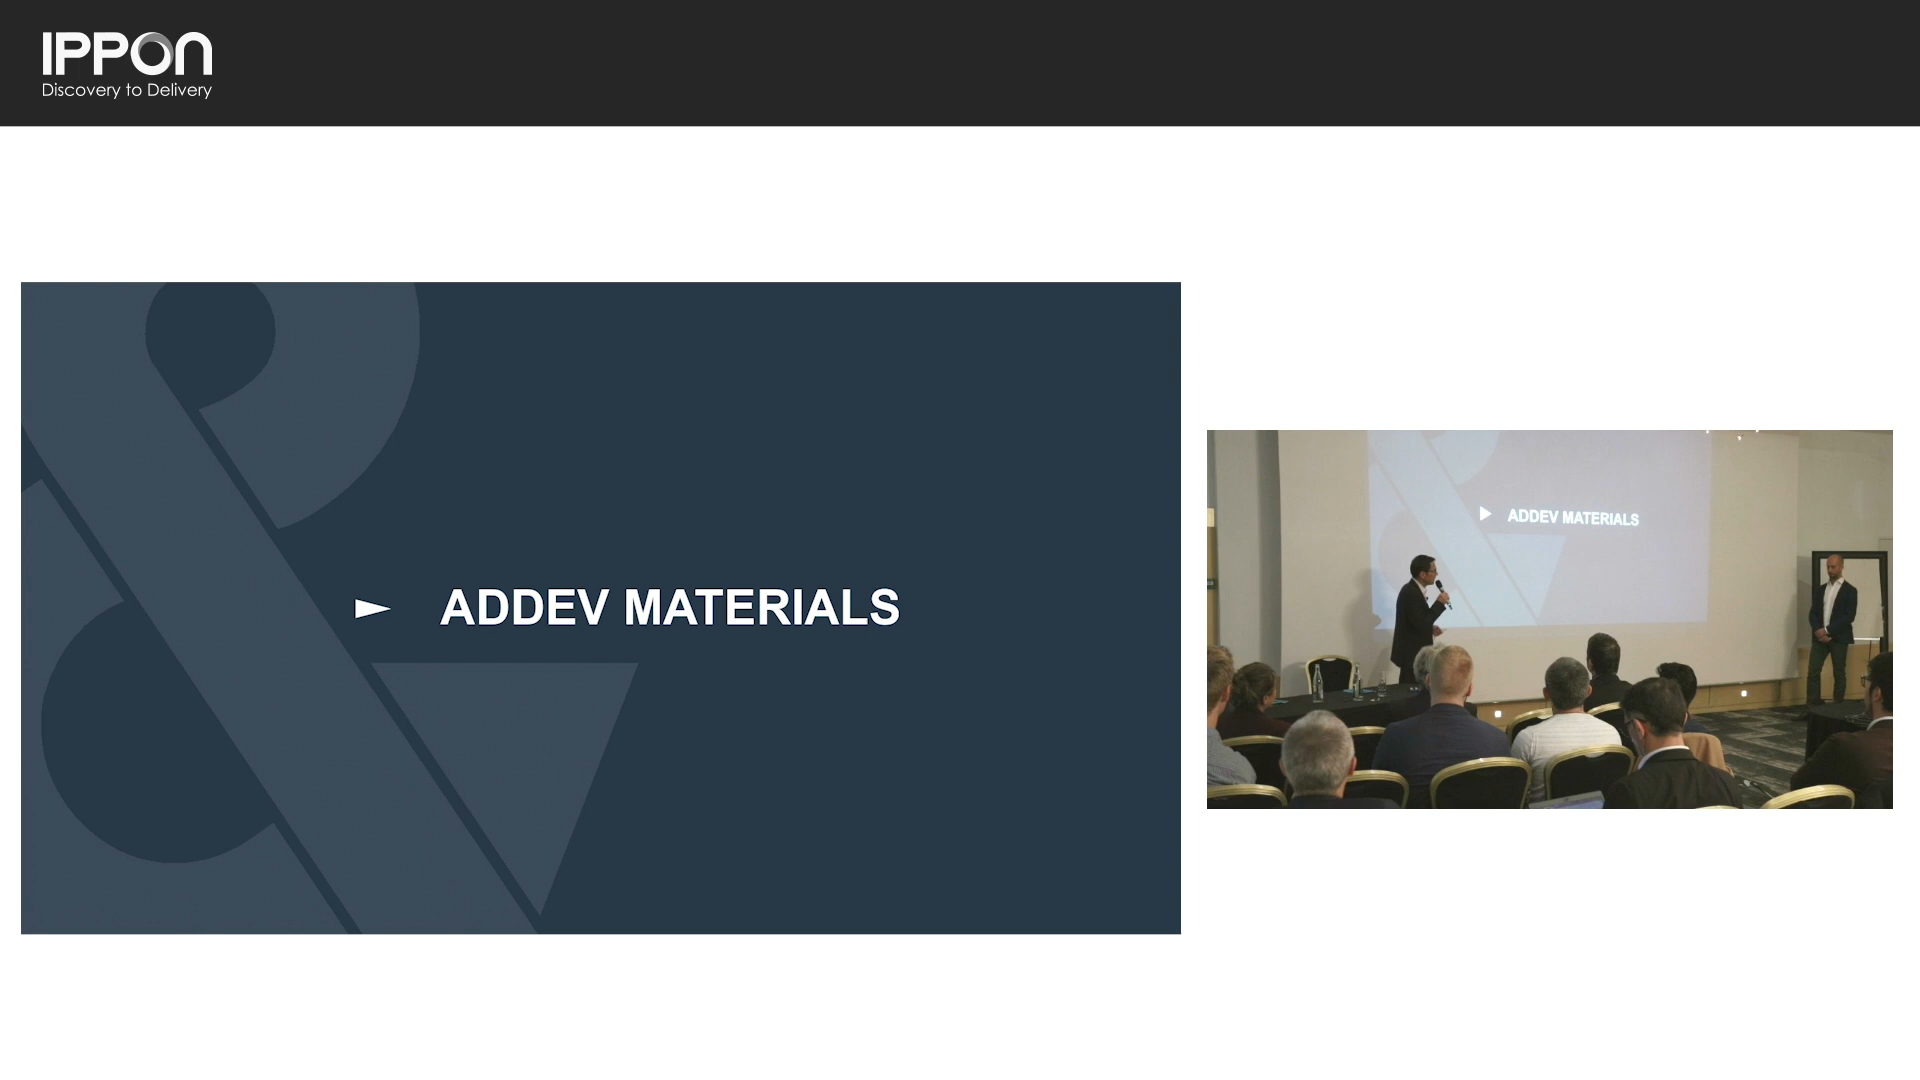 IPPON
Discovery to Delivery
► ADDEV MATERIALS
► ADDEV MATERIALS